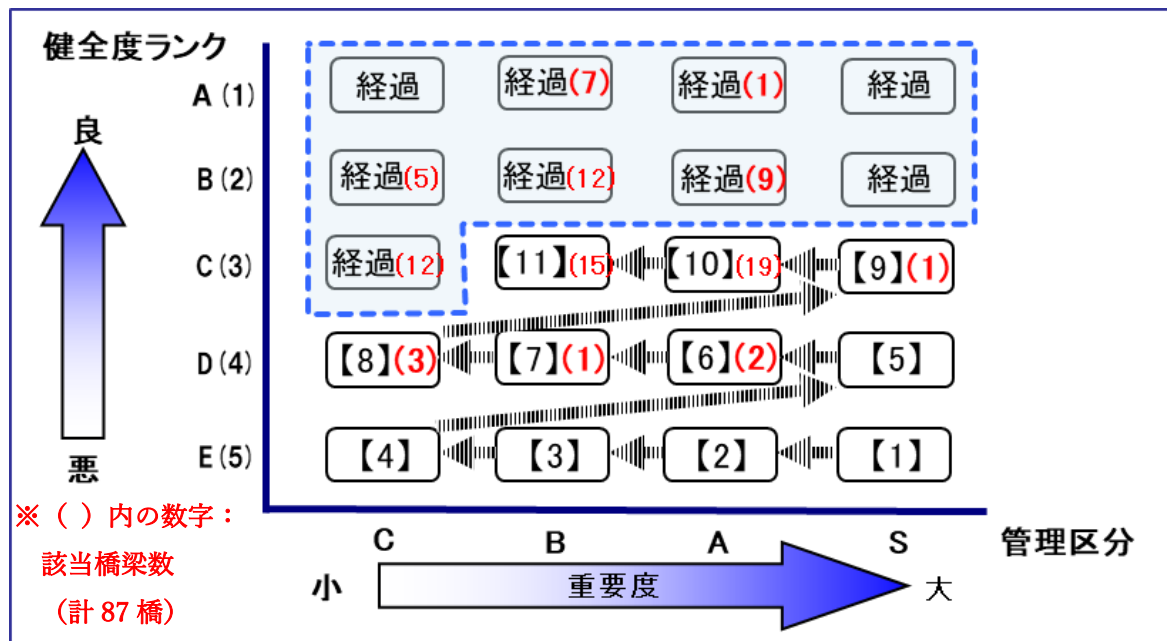 健全度ランク
A(1)
経過
経過(7)
経過(1)
経過
良
B(2)
経過(5)
経過(12)
経過(9)
経過
C(3)
経過(12)
【11】(15)
【10】(19)
【9】(1)
D(4)
【8】(3)
【7】(1)
【6】(2)
【5】
悪
E(5)
【4】
【3】
【2】
【1】
※（ ）内の数字：
該当橋梁数
（計 87 橋）
C
B
A
S
管理区分
小
重要度
大